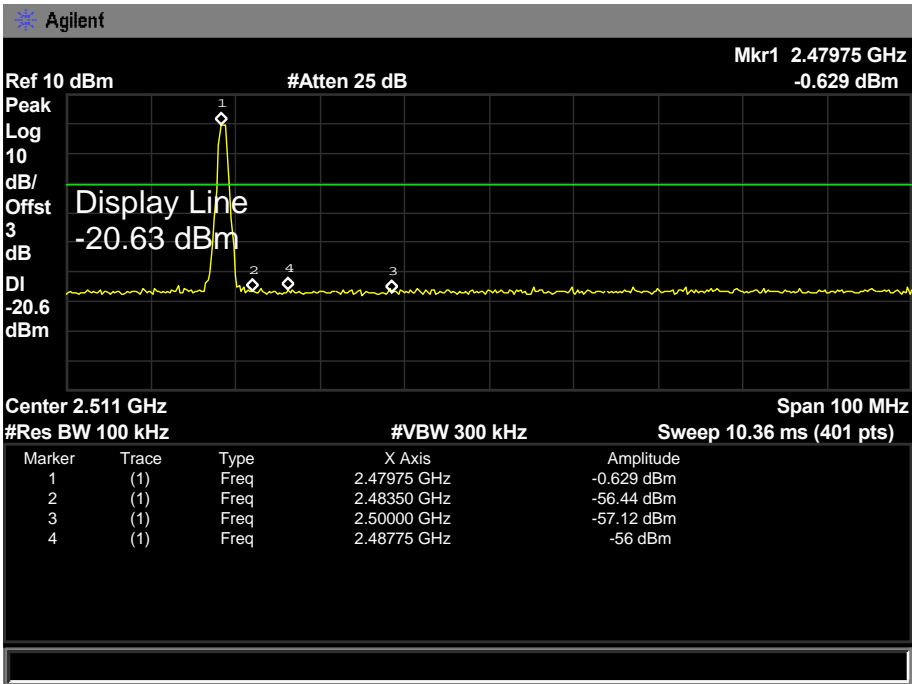 Agilent
Mkr1 2.47975 GHz
Ref 10 dBm #Atten 25 dB -0.629 dBm
Peak
Log
10
dB/
Offst
3
dB
DI
-20.6
dBm
1
Display Line
-20.63 dBm
2 4 3
Center 2.511 GHz Span 100 MHz
#Res BW 100 kHz #VBW 300 kHz Sweep 10.36 ms (401 pts)
Marker Trace Type X Axis Amplitude
1 (1) Freq 2.47975 GHz -0.629 dBm
2 (1) Freq 2.48350 GHz -56.44 dBm
3 (1) Freq 2.50000 GHz -57.12 dBm
4 (1) Freq 2.48775 GHz -56 dBm